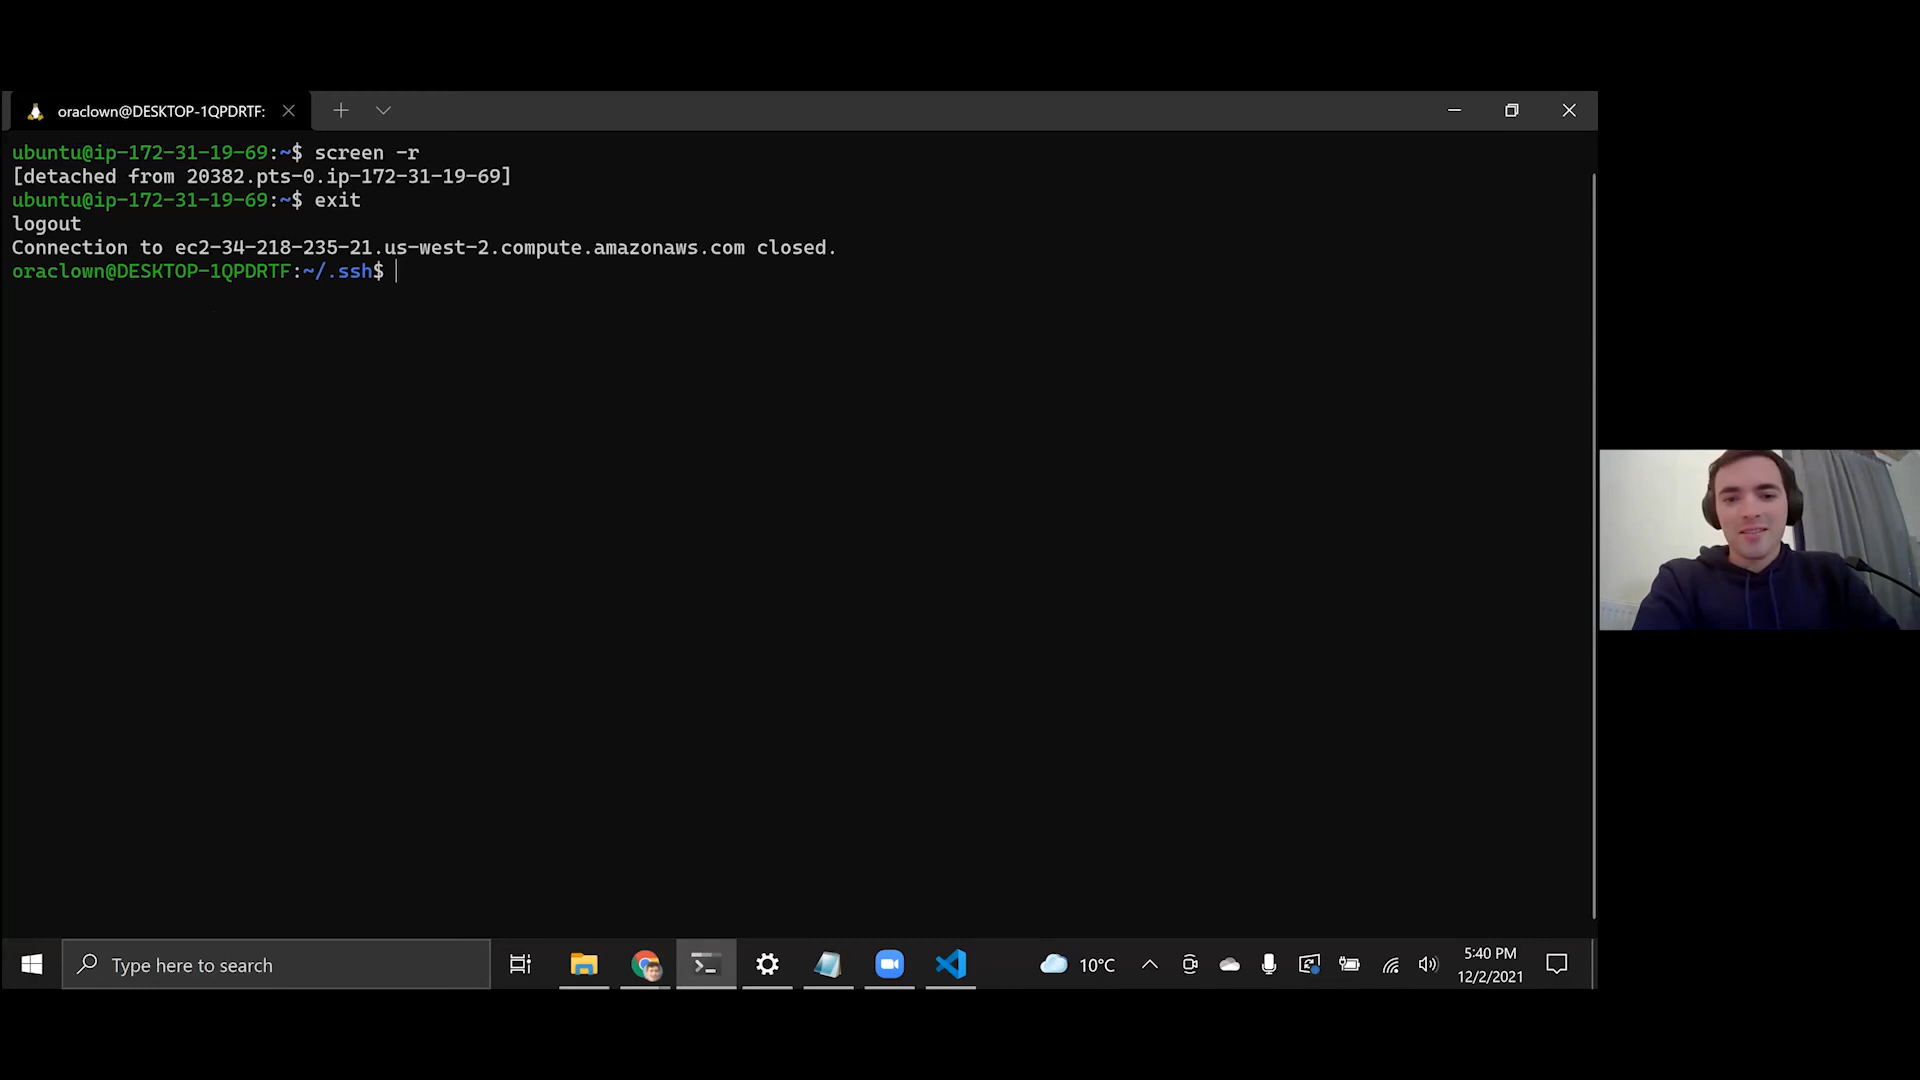 oraclown@DESKTOP-1QPDRTF:
ubuntu@ip-172-31-19-69:~$ screen -r
[detached from 20382.pts-0.ip-172-31-19-69]
ubuntu@ip-172-31-19-69:~$ exit
logout
Connection to ec2-34-218-235-21.us-west-2.compute.amazonaws.com closed.
oraclown@DESKTOP-1QPDRTF:~/.ssh$
Type here to search
10°C
5:40 PM
12/2/2021